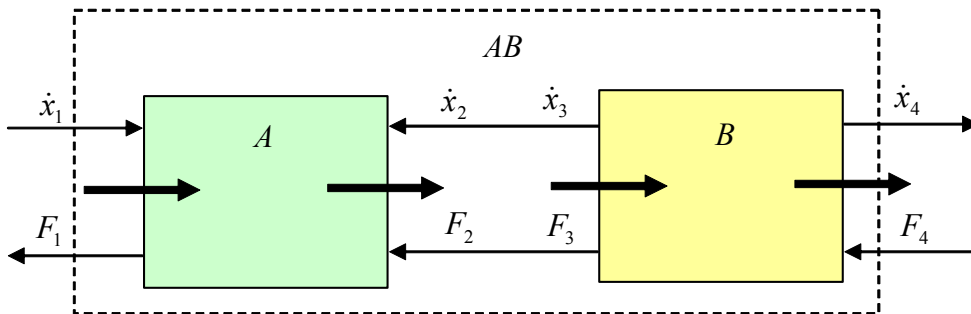 AB
ẋ₁ ẋ₂ ẋ₃ ẋ₄
A B
F₁ F₂ F₃ F₄